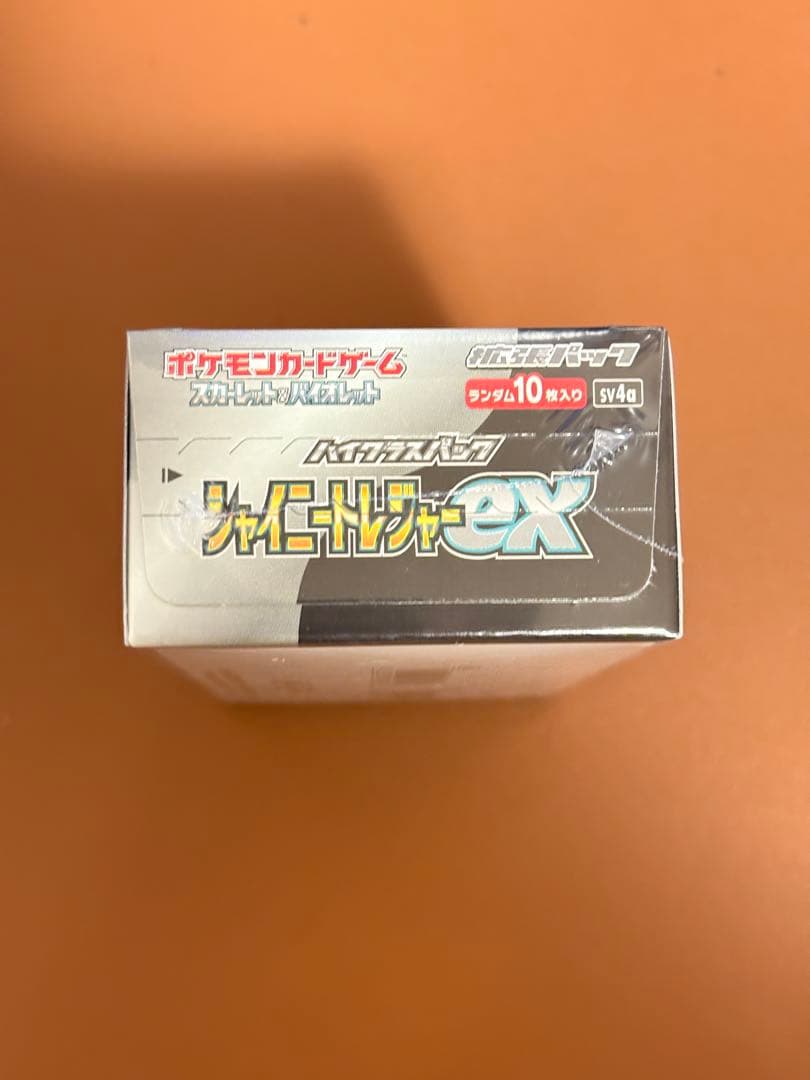 ポケモンカードゲーム
スカーレット&バイオレット
拡張パック
ランダム10枚入り
SV4a
ハイクラスパック
シャイニートレジャーex